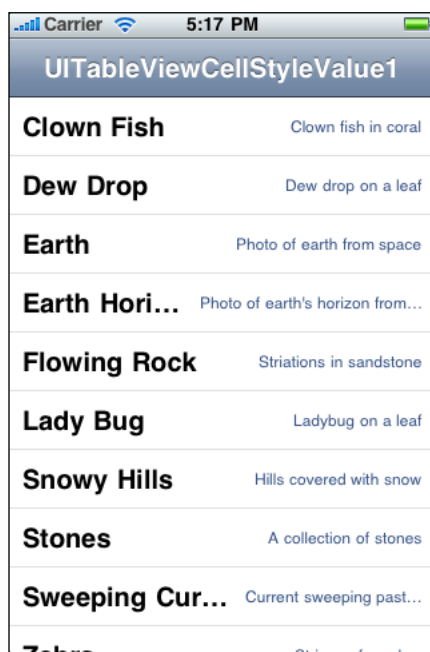 Carrier 5:17 PM
UITableViewCellStyleValue1
Clown Fish Clown fish in coral
Dew Drop Dew drop on a leaf
Earth Photo of earth from space
Earth Hori... Photo of earth's horizon from...
Flowing Rock Striations in sandstone
Lady Bug Ladybug on a leaf
Snowy Hills Hills covered with snow
Stones A collection of stones
Sweeping Cur... Current sweeping past...
Zebra